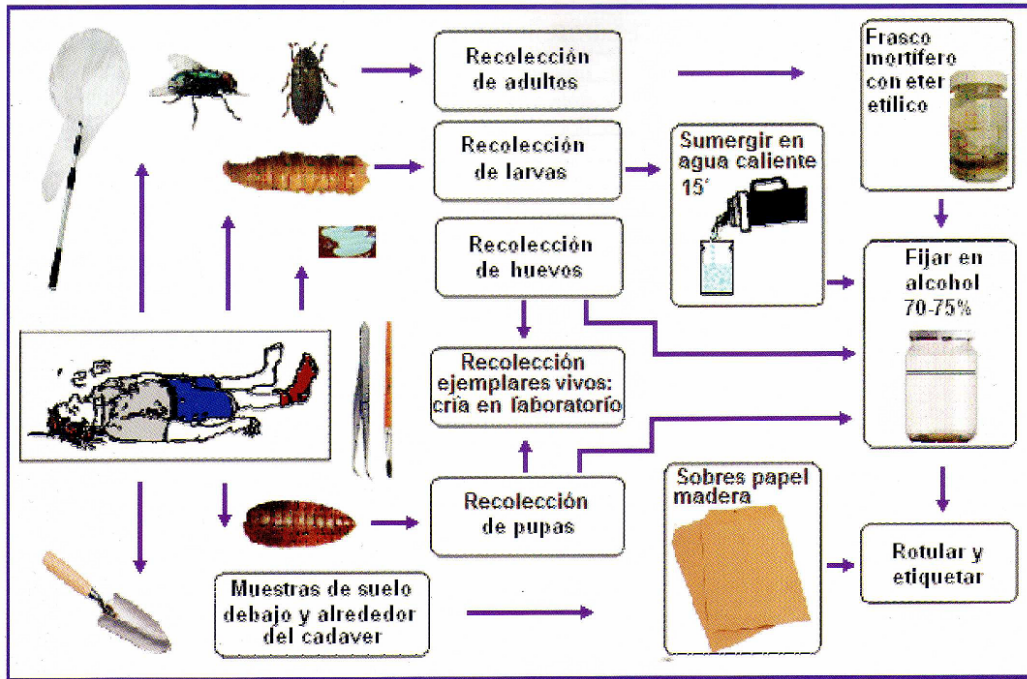 Recolección
de adultos
Frasco
mortífero
con eter
etílico
Recolección
de larvas
Sumergir en
agua caliente
15´
Recolección
de huevos
Fijar en
alcohol
70-75%
Recolección
ejemplares vivos:
cría en laboratorío
Recolección
de pupas
Sobres papel
madera
Muestras de suelo
debajo y alrededor
del cadaver
Rotular y
etiquetar